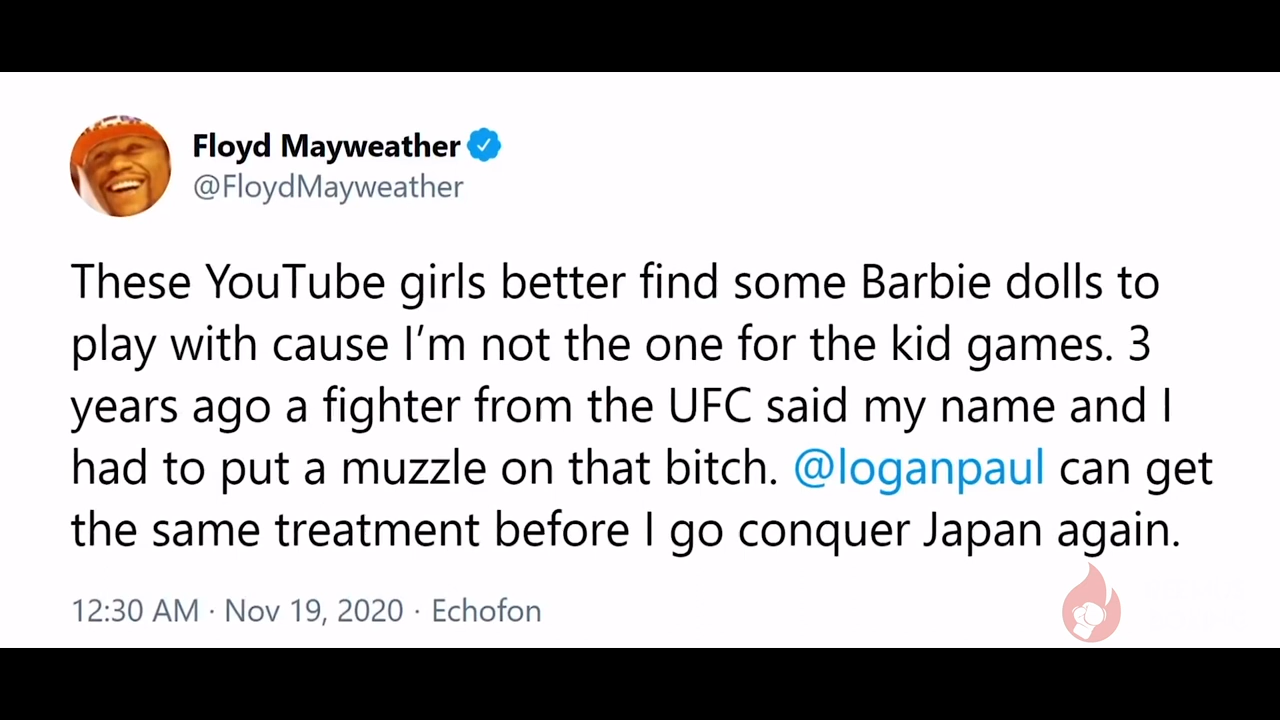 Floyd Mayweather
@FloydMayweather
These YouTube girls better find some Barbie dolls to
play with cause I’m not the one for the kid games. 3
years ago a fighter from the UFC said my name and I
had to put a muzzle on that bitch. @loganpaul can get
the same treatment before I go conquer Japan again.
12:30 AM · Nov 19, 2020 · Echofon